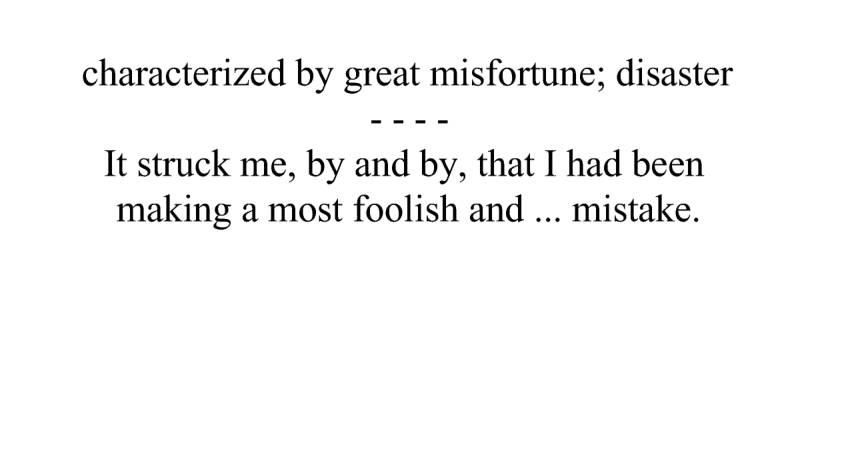 characterized by great misfortune; disaster
- - - -
It struck me, by and by, that I had been
making a most foolish and ... mistake.